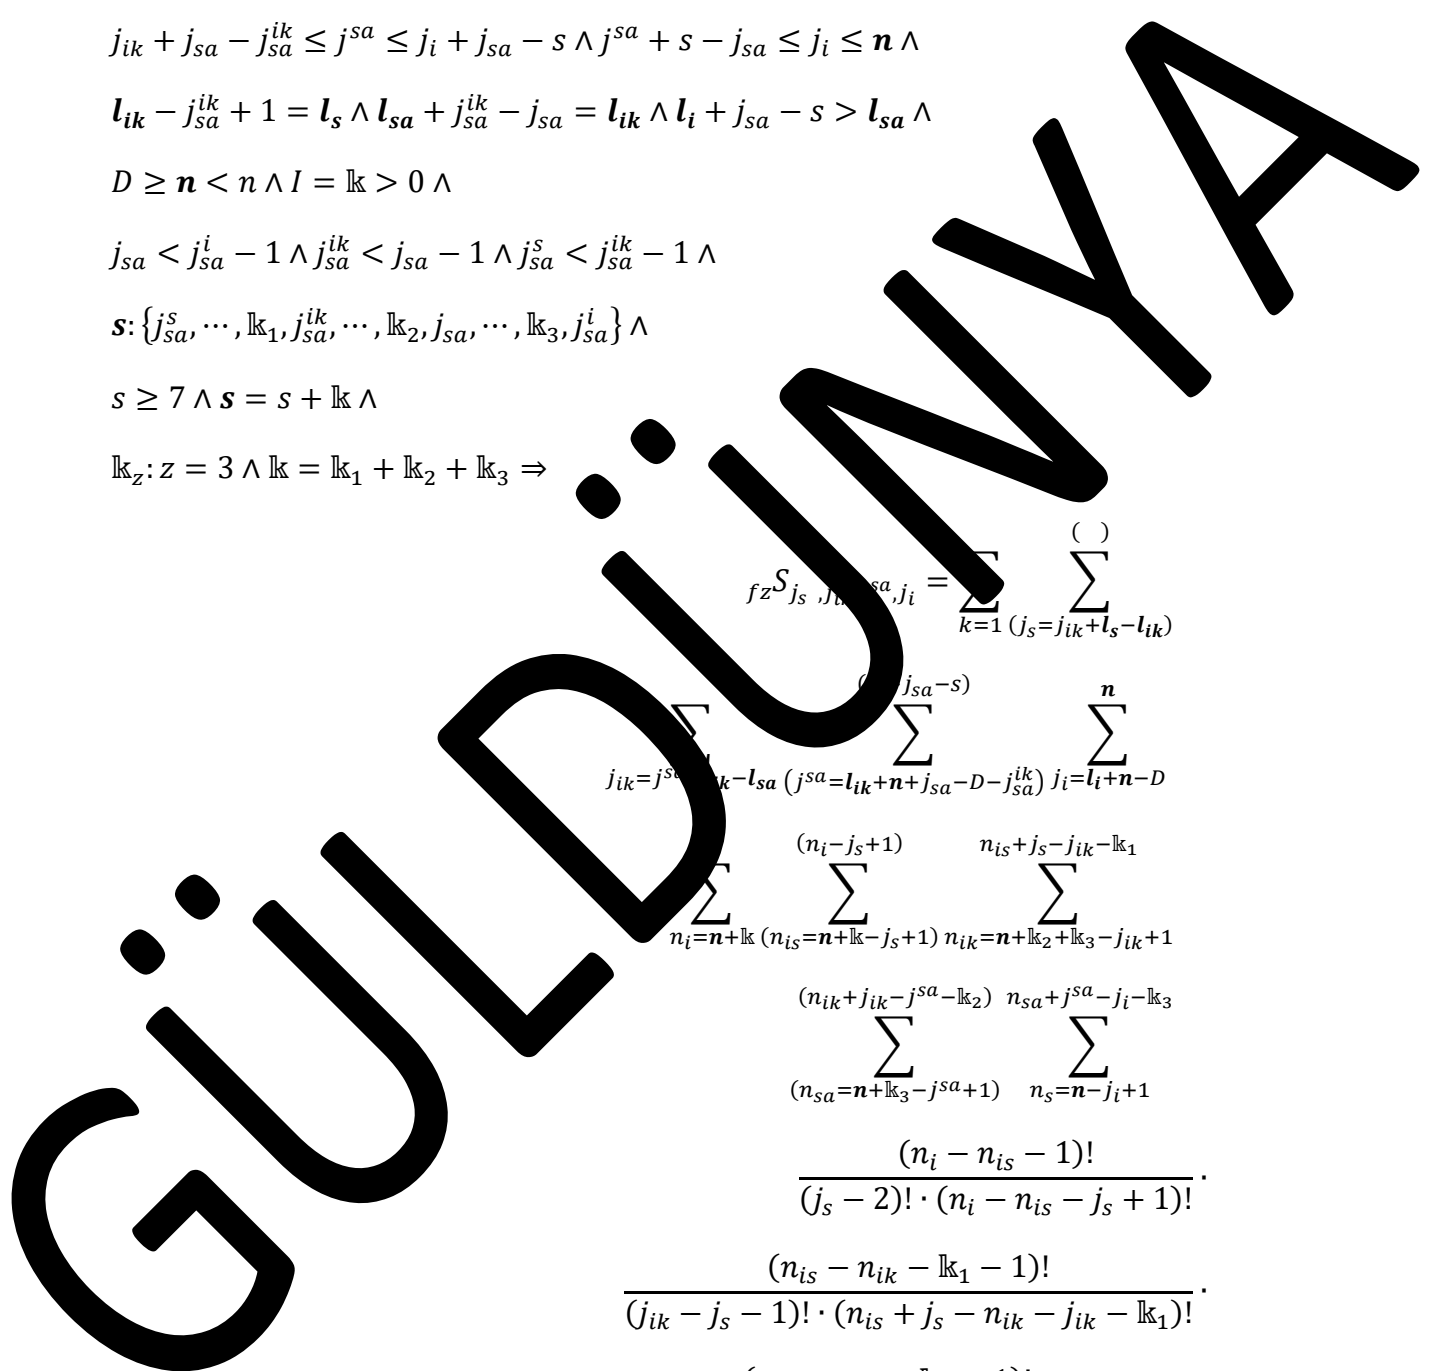 j_{ik} + j_{sa} − j_{sa}^{ik} ≤ j^{sa} ≤ j_i + j_{sa} − s ∧ j^{sa} + s − j_{sa} ≤ j_i ≤ n ∧
l_{ik} − j_{sa}^{ik} + 1 = l_s ∧ l_{sa} + j_{sa}^{ik} − j_{sa} = l_{ik} ∧ l_i + j_{sa} − s > l_{sa} ∧
D ≥ n < n ∧ I = 𝕜 > 0 ∧
j_{sa} < j_{sa}^{i} − 1 ∧ j_{sa}^{ik} < j_{sa} − 1 ∧ j_{sa}^{s} < j_{sa}^{ik} − 1 ∧
s: {j_{sa}^{s}, ⋯, 𝕜_1, j_{sa}^{ik}, ⋯, 𝕜_2, j_{sa}, ⋯, 𝕜_3, j_{sa}^{i}} ∧
s ≥ 7 ∧ s = s + 𝕜 ∧
𝕜_z: z = 3 ∧ 𝕜 = 𝕜_1 + 𝕜_2 + 𝕜_3 ⇒
( )
_{fz}S_{j_s ,j_i} = ∑ ∑
k=1 (j_s=j_{ik}+l_s−l_{ik})
j_{sa}−s) n
∑ ∑ ∑
j_{ik}=j −l_{sa} (j^{sa}=l_{ik}+n+j_{sa}−D−j_{sa}^{ik}) j_i=l_i+n−D
(n_i−j_s+1) n_{is}+j_s−j_{ik}−𝕜_1
∑ ∑ ∑
n_i=n+𝕜 (n_{is}=n+𝕜−j_s+1) n_{ik}=n+𝕜_2+𝕜_3−j_{ik}+1
(n_{ik}+j_{ik}−j^{sa}−𝕜_2) n_{sa}+j^{sa}−j_i−𝕜_3
∑ ∑
(n_{sa}=n+𝕜_3−j^{sa}+1) n_s=n−j_i+1
(n_i − n_{is} − 1)!
(j_s − 2)! · (n_i − n_{is} − j_s + 1)! ·
(n_{is} − n_{ik} − 𝕜_1 − 1)!
(j_{ik} − j_s − 1)! · (n_{is} + j_s − n_{ik} − j_{ik} − 𝕜_1)! ·
GÜLDÜNYA